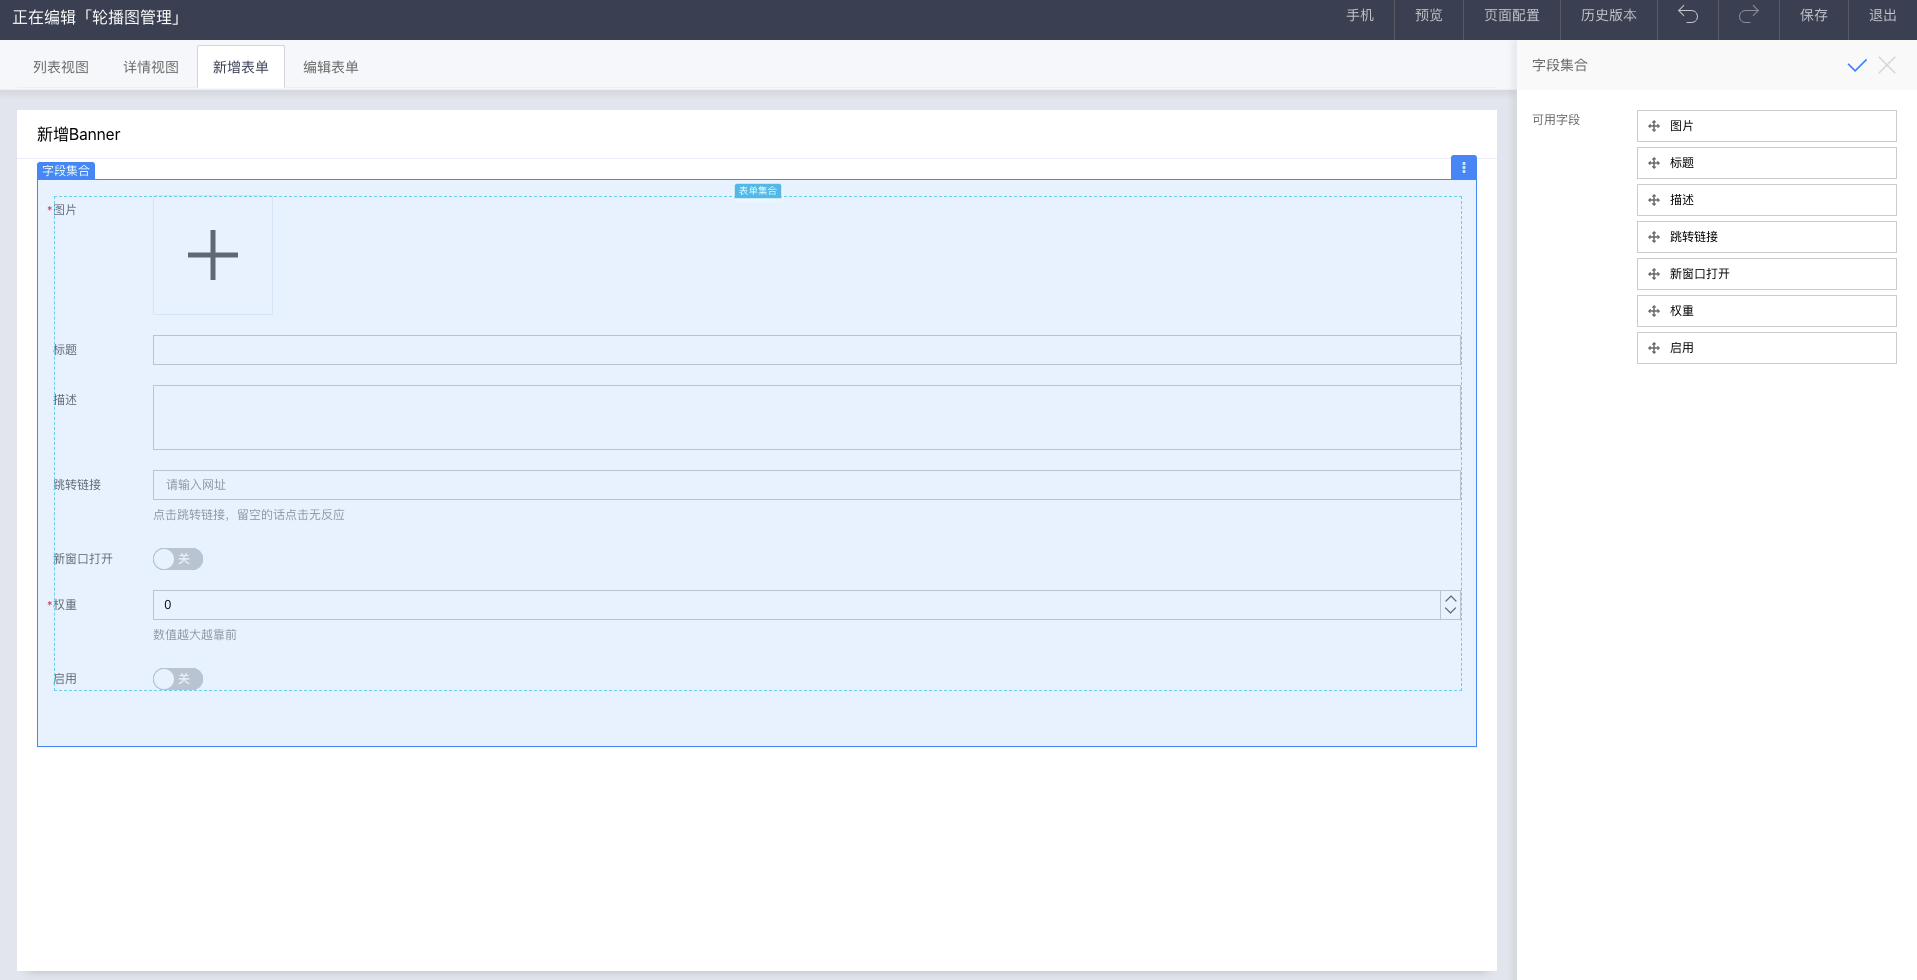 正在编辑「轮播图管理」
手机
预览
页面配置
历史版本
保存
退出
列表视图
详情视图
新增表单
编辑表单
新增Banner
字段集合
表单集合
*图片
标题
描述
跳转链接
请输入网址
点击跳转链接，留空的话点击无反应
新窗口打开
关
*权重
0
数值越大越靠前
启用
关
字段集合
可用字段
图片
标题
描述
跳转链接
新窗口打开
权重
启用